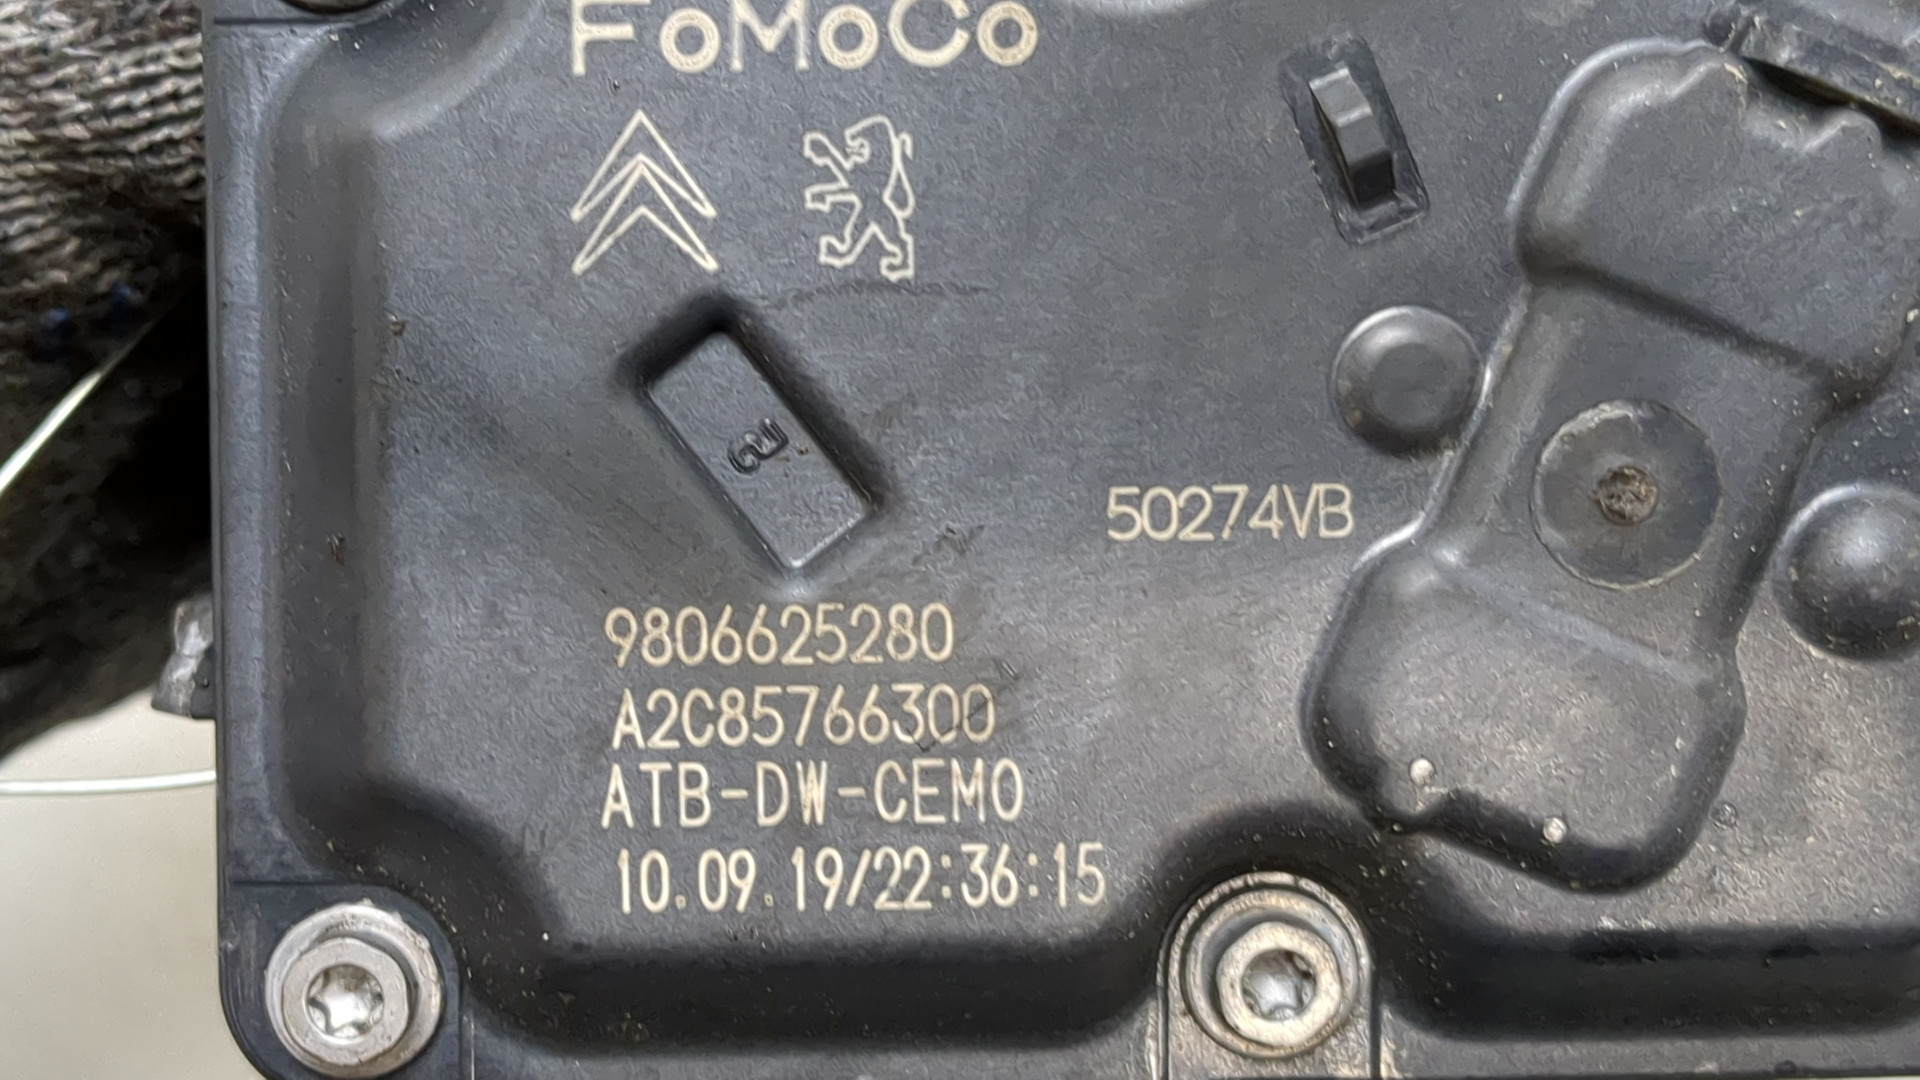 FoMoCo
50274VB
9806625280
A2C85766300
ATB-DW-CEMO
10.09.19/22:36:15